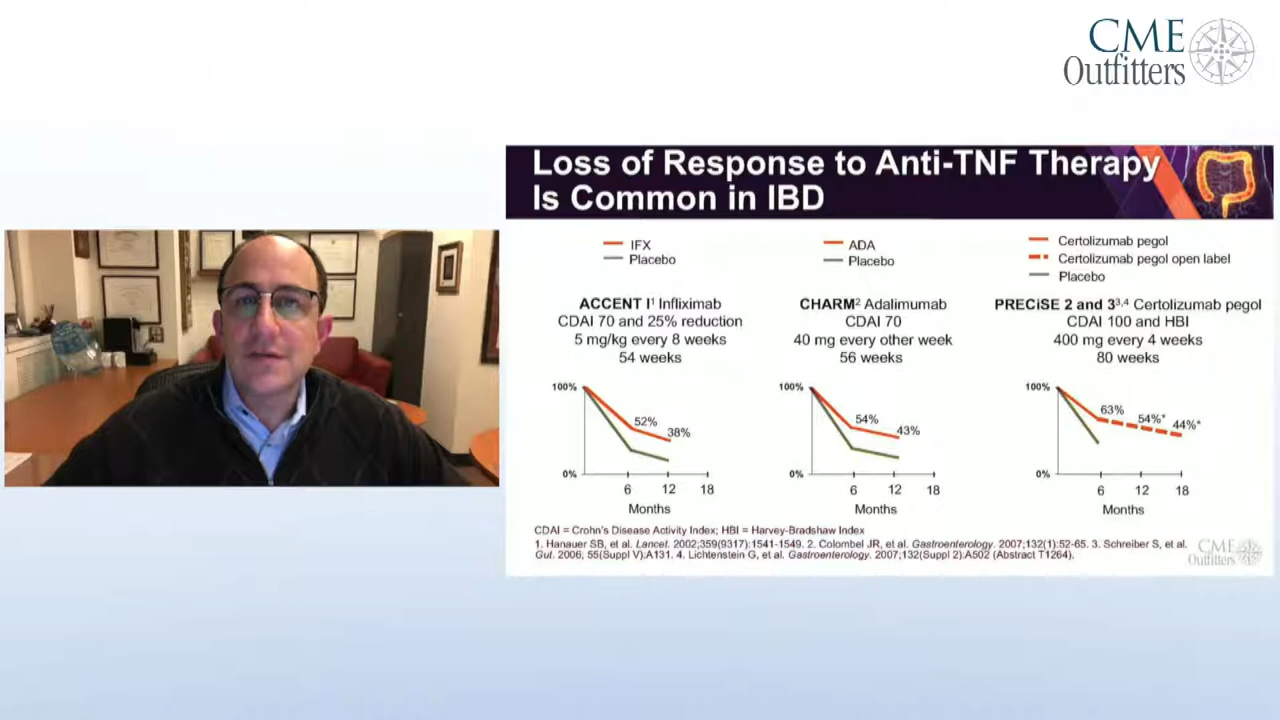 CME
Outfitters
Loss of Response to Anti-TNF Therapy
Is Common in IBD
IFX
Placebo
ACCENT I¹ Infliximab
CDAI 70 and 25% reduction
5 mg/kg every 8 weeks
54 weeks
100%
52%
38%
0%
6 12 18
Months
ADA
Placebo
CHARM² Adalimumab
CDAI 70
40 mg every other week
56 weeks
100%
54%
43%
0%
6 12 18
Months
Certolizumab pegol
Certolizumab pegol open label
Placebo
PRECiSE 2 and 3³,⁴ Certolizumab pegol
CDAI 100 and HBI
400 mg every 4 weeks
80 weeks
100%
63%
54%*
44%*
0%
6 12 18
Months
CDAI = Crohn's Disease Activity Index; HBI = Harvey-Bradshaw Index
1. Hanauer SB, et al. Lancet. 2002;359(9317):1541-1549. 2. Colombel JR, et al. Gastroenterology. 2007;132(1):52-65. 3. Schreiber S, et al.
Gut. 2006; 55(Suppl V):A131. 4. Lichtenstein G, et al. Gastroenterology. 2007;132(Suppl 2):A502 (Abstract T1264).
CME
Outfitters